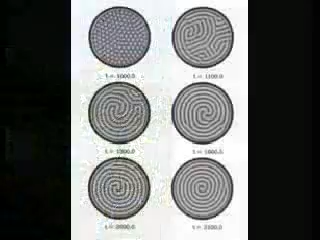 t = 1000.0
t = 1100.0
t =
t =
t = 2000.0
t = 2100.0